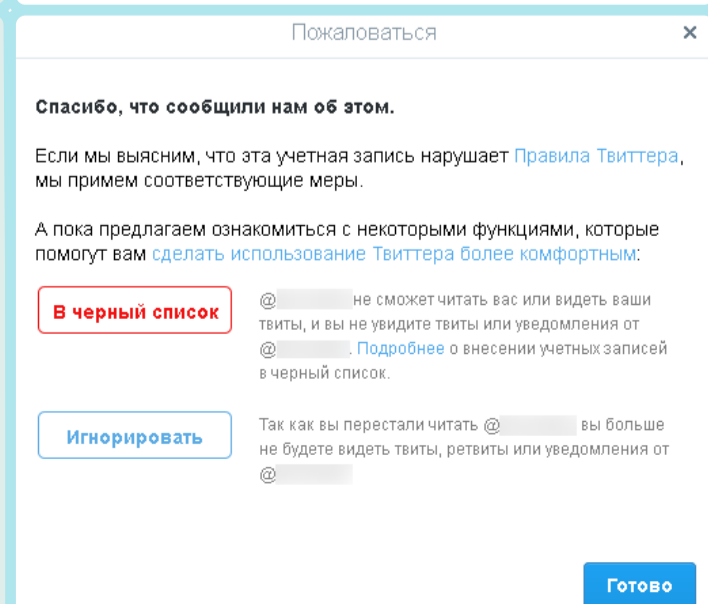 Пожаловаться ×
Спасибо, что сообщили нам об этом.
Если мы выясним, что эта учетная запись нарушает Правила Твиттера,
мы примем соответствующие меры.
А пока предлагаем ознакомиться с некоторыми функциями, которые
помогут вам сделать использование Твиттера более комфортным:
В черный список
@ не сможет читать вас или видеть ваши
твиты, и вы не увидите твиты или уведомления от
@ . Подробнее о внесении учетных записей
в черный список.
Игнорировать
Так как вы перестали читать @ вы больше
не будете видеть твиты, ретвиты или уведомления от
@
Готово